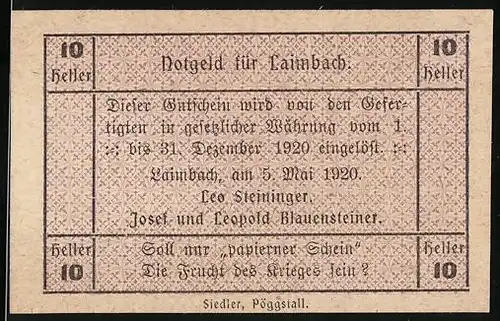 10 Heller
10 Heller
Notgeld für Laimbach.
Dieser Gutschein wird von den Gefer-
tigten in gesetzlicher Währung vom 1.
bis 31. Dezember 1920 eingelöst.
Laimbach, am 5. Mai 1920.
Leo Steininger.
Josef und Leopold Klauensteiner.
Heller 10
Heller 10
Soll nur „papierner Schein“
Die Frucht des Krieges sein?
Siedler, Pöggstall.